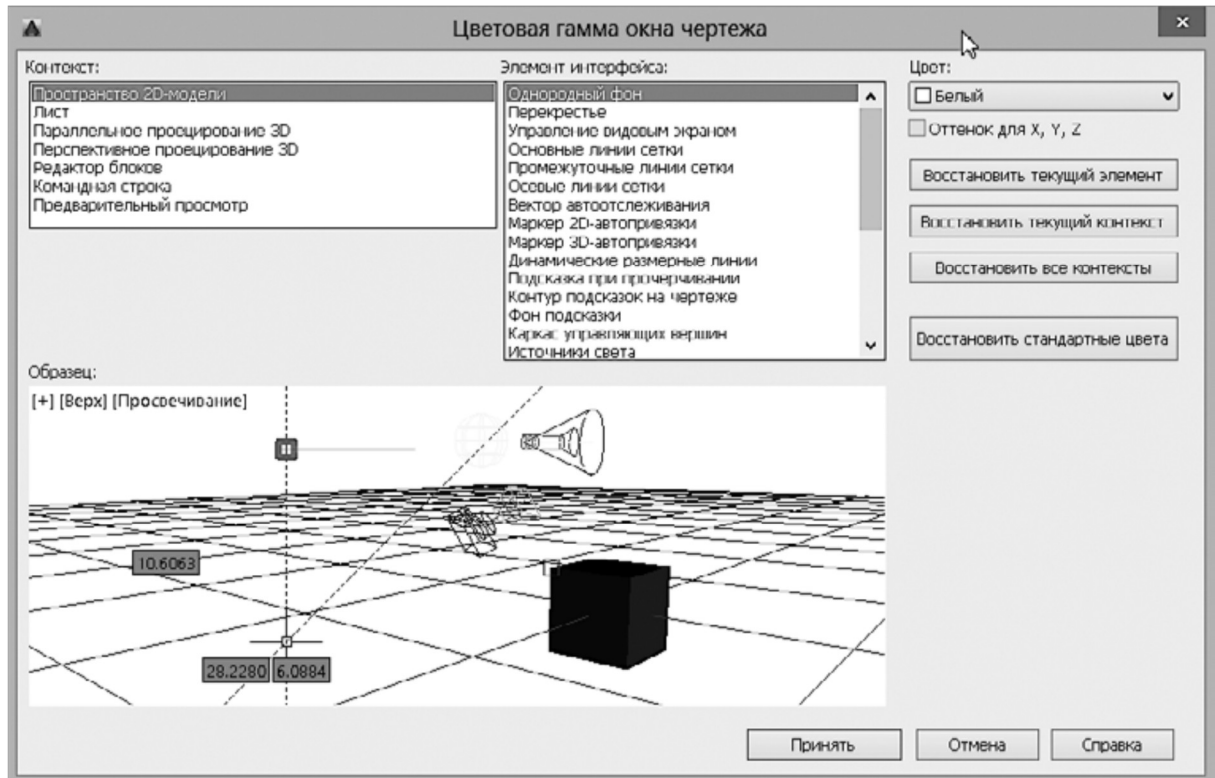 Цветовая гамма окна чертежа
Контекст:
Пространство 2D-модели
Лист
Параллельное проецирование 3D
Перспективное проецирование 3D
Редактор блоков
Командная строка
Предварительный просмотр
Элемент интерфейса:
Однородный фон
Перекрестье
Управление видовым экраном
Основные линии сетки
Промежуточные линии сетки
Осевые линии сетки
Вектор автоотслеживания
Маркер 2D-автопривязки
Маркер 3D-автопривязки
Динамические размерные линии
Подсказка при прочерчивании
Контур подсказок на чертеже
Фон подсказки
Каркас управляющих вершин
Источники света
Цвет:
Белый
Оттенок для X, Y, Z
Восстановить текущий элемент
Восстановить текущий контекст
Восстановить все контексты
Восстановить стандартные цвета
Образец:
[+] [Верх] [Просвечивание]
10.6063
28.2280 6.0884
Принять
Отмена
Справка